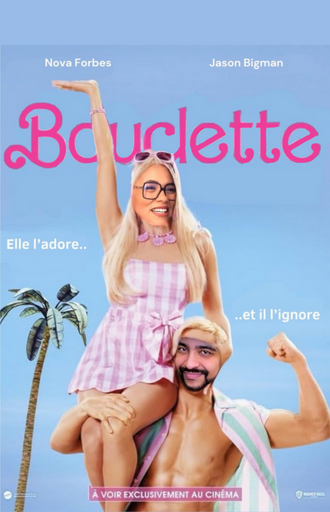 Nova Forbes Jason Bigman
Bouclette
Elle l'adore..
..et il l'ignore
À VOIR EXCLUSIVEMENT AU CINÉMA